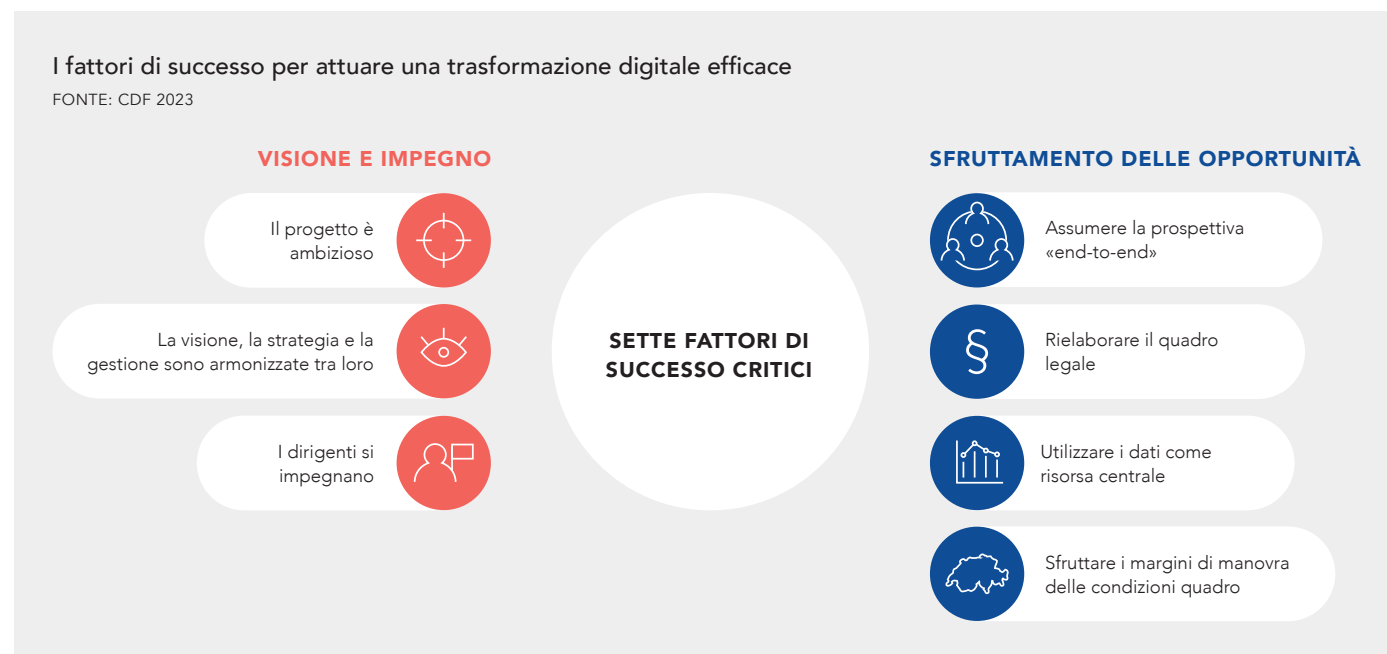 I fattori di successo per attuare una trasformazione digitale efficace
FONTE: CDF 2023
VISIONE E IMPEGNO
Il progetto è
ambizioso
La visione, la strategia e la
gestione sono armonizzate tra loro
I dirigenti si
impegnano
SETTE FATTORI DI
SUCCESSO CRITICI
SFRUTTAMENTO DELLE OPPORTUNITÀ
Assumere la prospettiva
«end-to-end»
§
Rielaborare il quadro
legale
Utilizzare i dati come
risorsa centrale
Sfruttare i margini di manovra
delle condizioni quadro